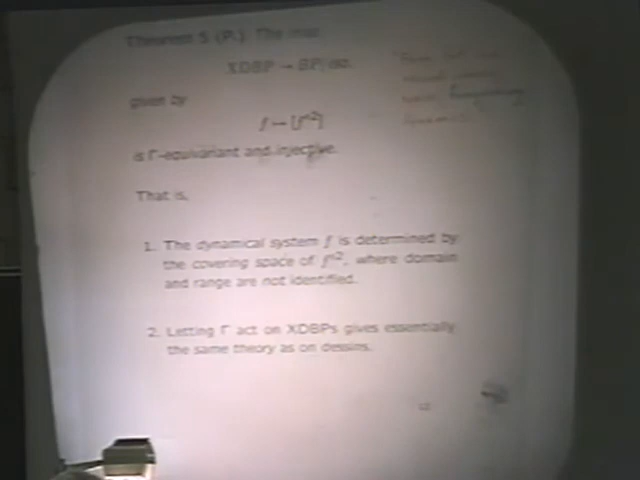 Theorem 5 (P.) The map
XDBP → BP/iso.
given by
f ↦ [f°²]
is Γ-equivariant and injective.
That is,
1. The dynamical system f is determined by
the covering space of f°², where domain
and range are not identified.
2. Letting Γ act on XDBPs gives essentially
the same theory as on dessins.